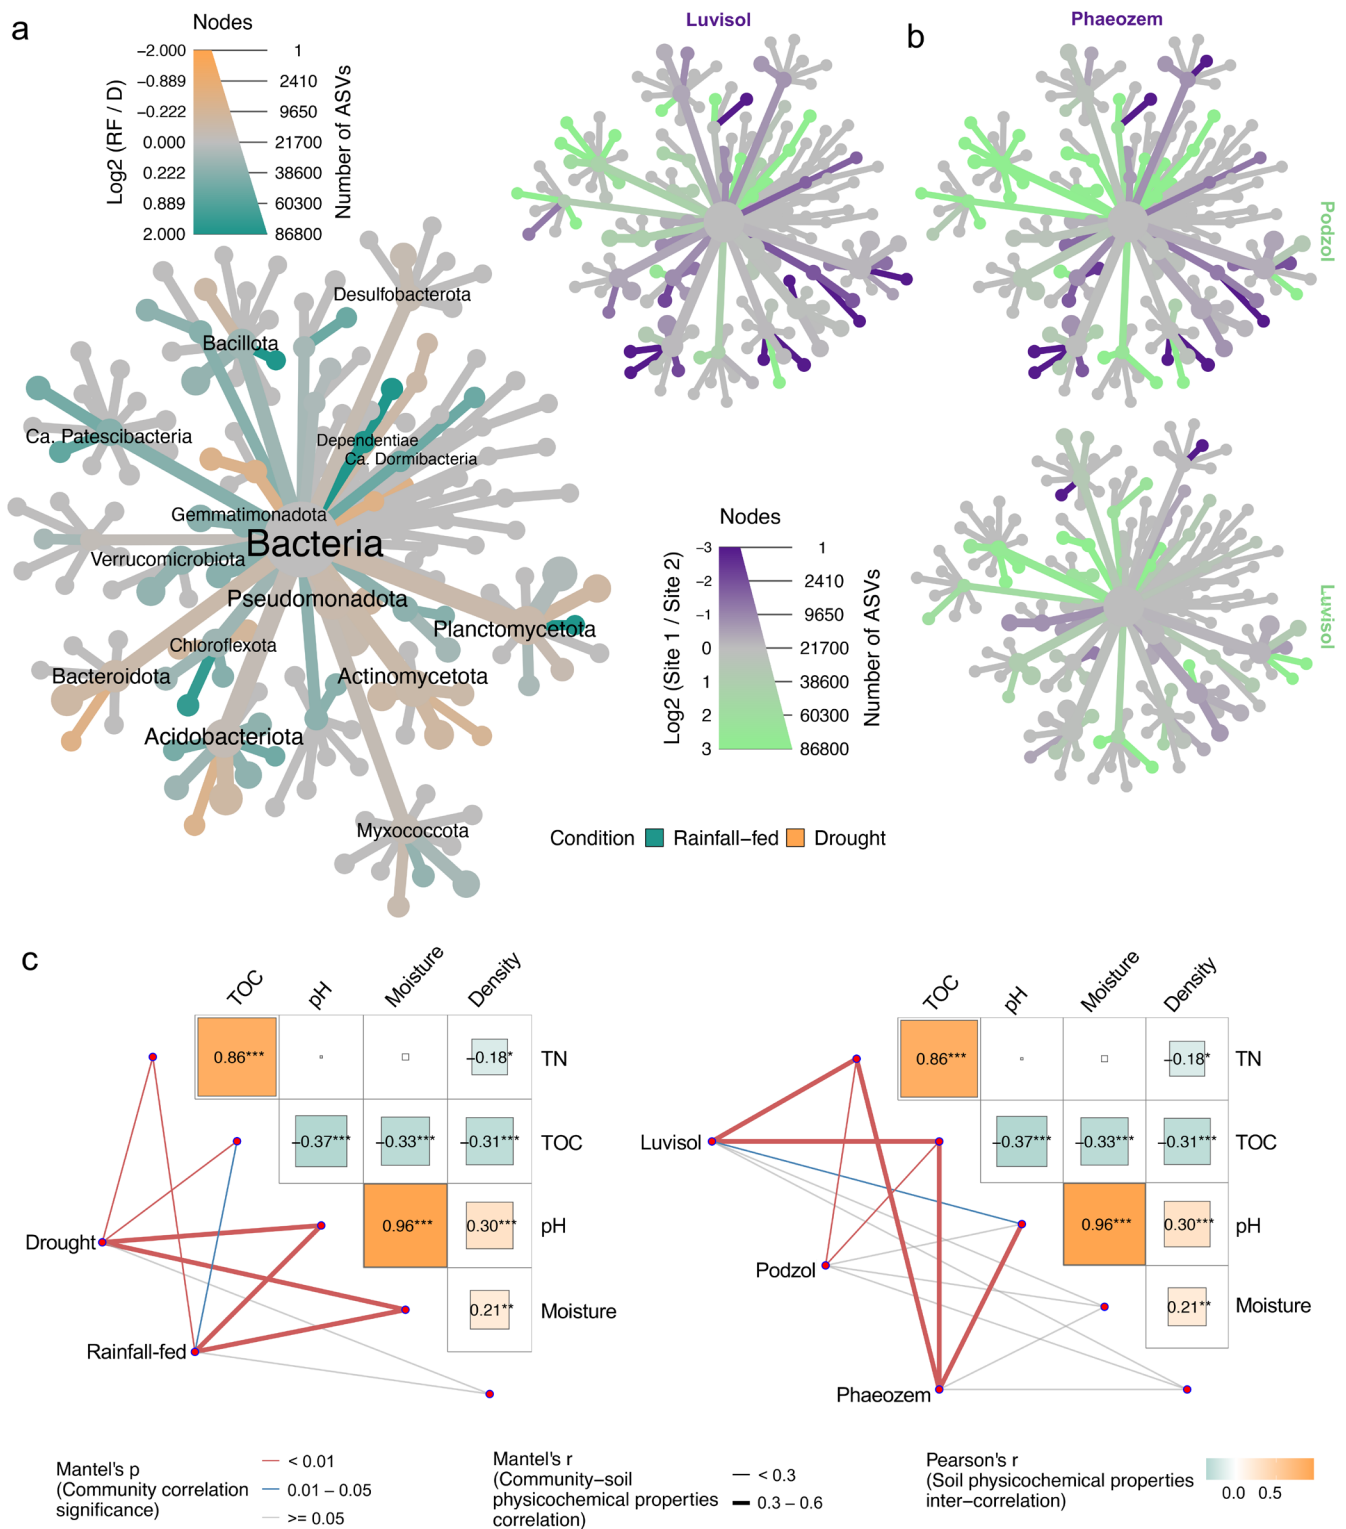 a
Nodes
−2.000
−0.889
−0.222
0.000
0.222
0.889
2.000
1
2410
9650
21700
38600
60300
86800
Log2 (RF / D)
Number of ASVs
Desulfobacterota
Bacillota
Ca. Patescibacteria
Dependentiae
Ca. Dormibacteria
Gemmatimonadota
Bacteria
Verrucomicrobiota
Pseudomonadota
Planctomycetota
Chloroflexota
Bacteroidota
Actinomycetota
Acidobacteriota
Myxococcota
Condition
Rainfall−fed
Drought
b
Luvisol
Phaeozem
Podzol
Luvisol
Nodes
−3
−2
−1
0
1
2
3
1
2410
9650
21700
38600
60300
86800
Log2 (Site 1 / Site 2)
Number of ASVs
c
TOC
pH
Moisture
Density
0.86***
−0.18*
TN
−0.37***
−0.33***
−0.31***
TOC
0.96***
0.30***
pH
0.21**
Moisture
Drought
Rainfall-fed
TOC
pH
Moisture
Density
0.86***
−0.18*
TN
−0.37***
−0.33***
−0.31***
TOC
0.96***
0.30***
pH
0.21**
Moisture
Luvisol
Podzol
Phaeozem
Mantel's p
(Community correlation
significance)
< 0.01
0.01 − 0.05
>= 0.05
Mantel's r
(Community−soil
physicochemical properties
correlation)
< 0.3
0.3 − 0.6
Pearson's r
(Soil physicochemical properties
inter−correlation)
0.0
0.5